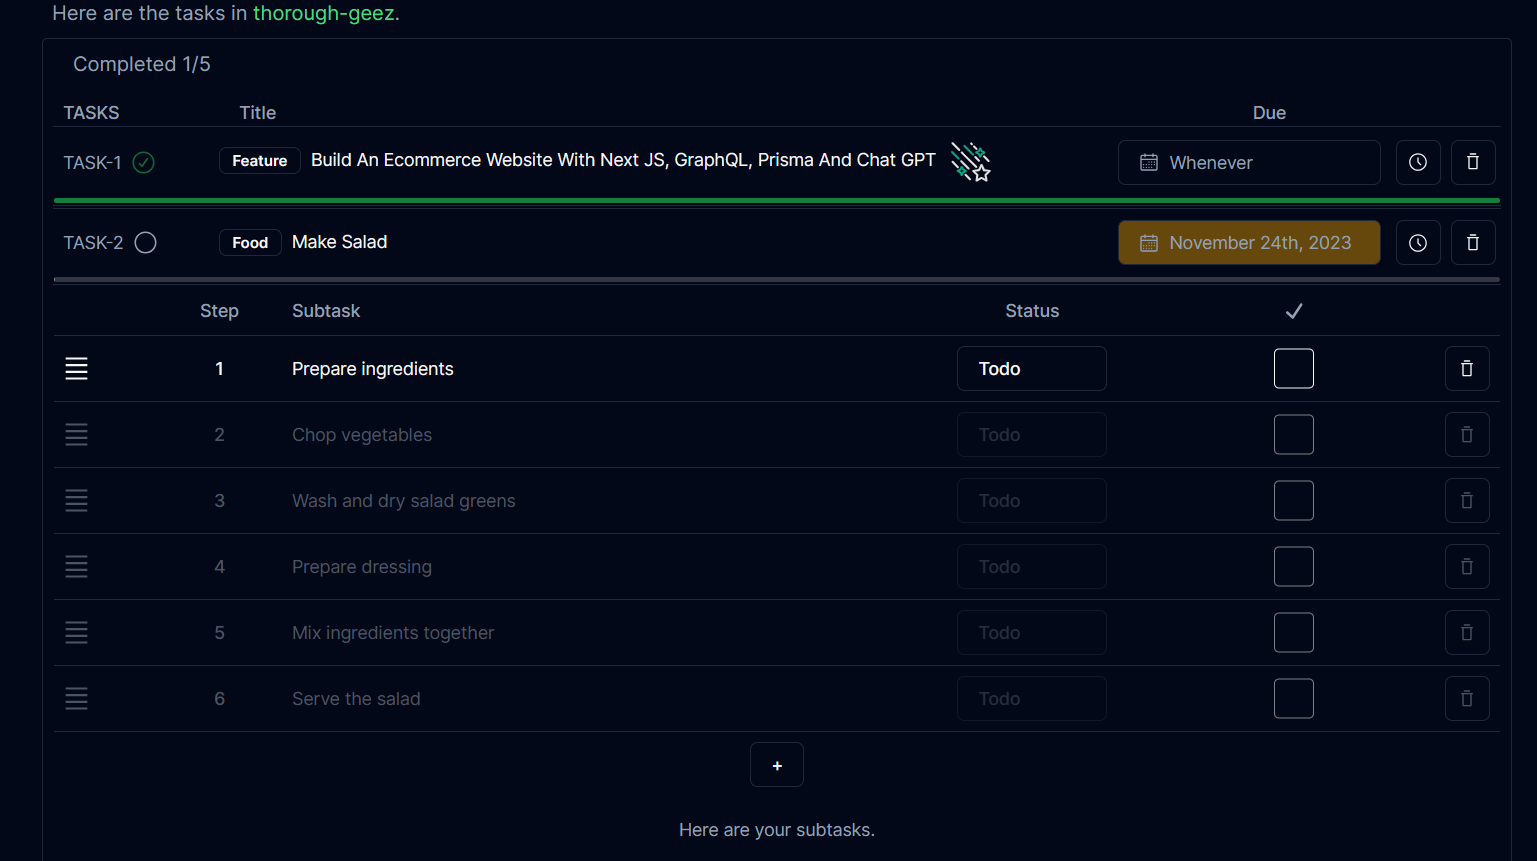 Here are the tasks in thorough-geez.
Completed 1/5
TASKS Title Due
TASK-1 Feature Build An Ecommerce Website With Next JS, GraphQL, Prisma And Chat GPT Whenever
TASK-2 Food Make Salad November 24th, 2023
Step Subtask Status
1 Prepare ingredients Todo
2 Chop vegetables Todo
3 Wash and dry salad greens Todo
4 Prepare dressing Todo
5 Mix ingredients together Todo
6 Serve the salad Todo
+
Here are your subtasks.